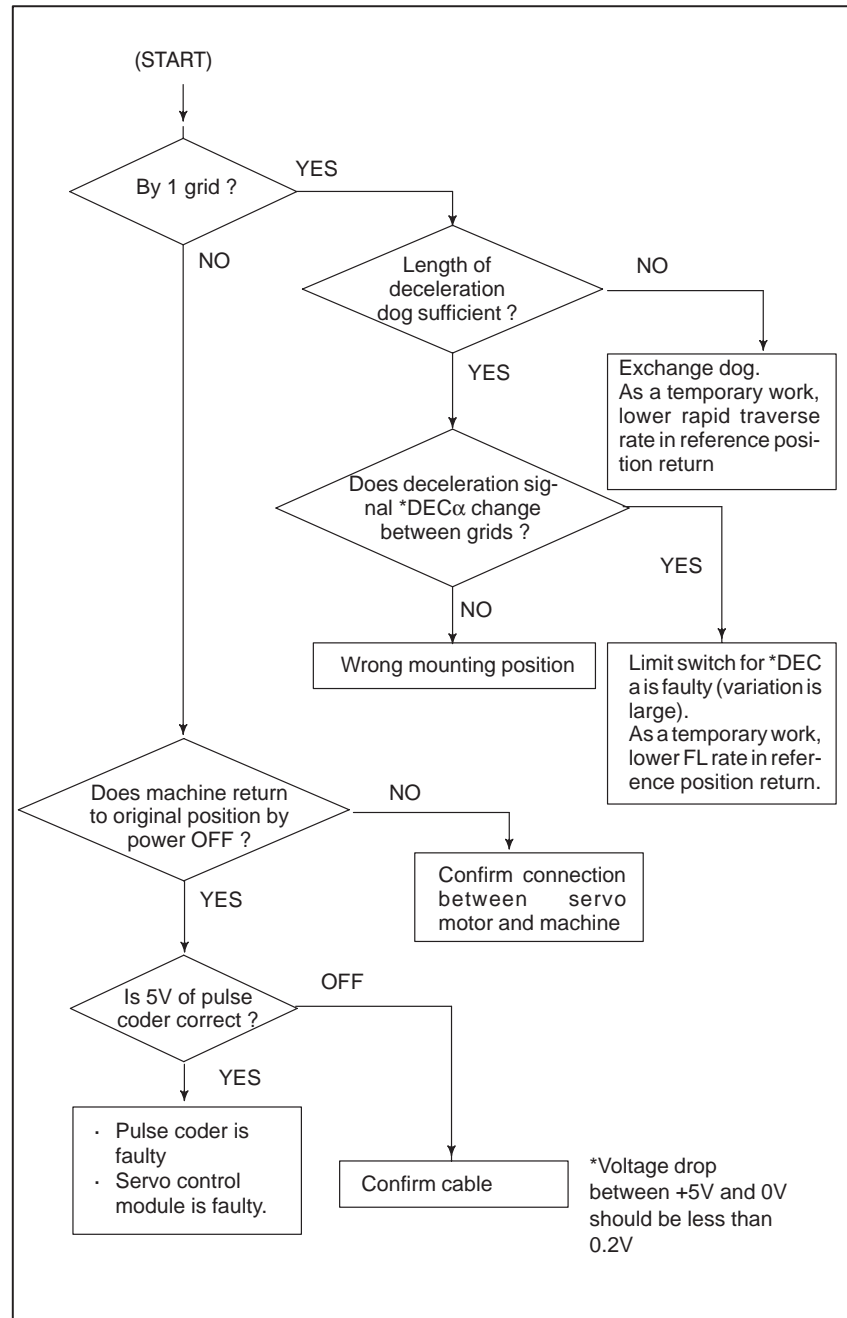 (START)
By 1 grid ?
YES
NO
Length of
deceleration
dog sufficient ?
NO
YES
Exchange dog.
As a temporary work,
lower rapid traverse
rate in reference posi-
tion return
Does deceleration sig-
nal *DECα change
between grids ?
YES
NO
Wrong mounting position
Limit switch for *DEC
a is faulty (variation is
large).
As a temporary work,
lower FL rate in refer-
ence position return.
Does machine return
to original position by
power OFF ?
NO
YES
Confirm connection
between servo
motor and machine
Is 5V of pulse
coder correct ?
OFF
YES
· Pulse coder is
faulty
· Servo control
module is faulty.
Confirm cable
*Voltage drop
between +5V and 0V
should be less than
0.2V